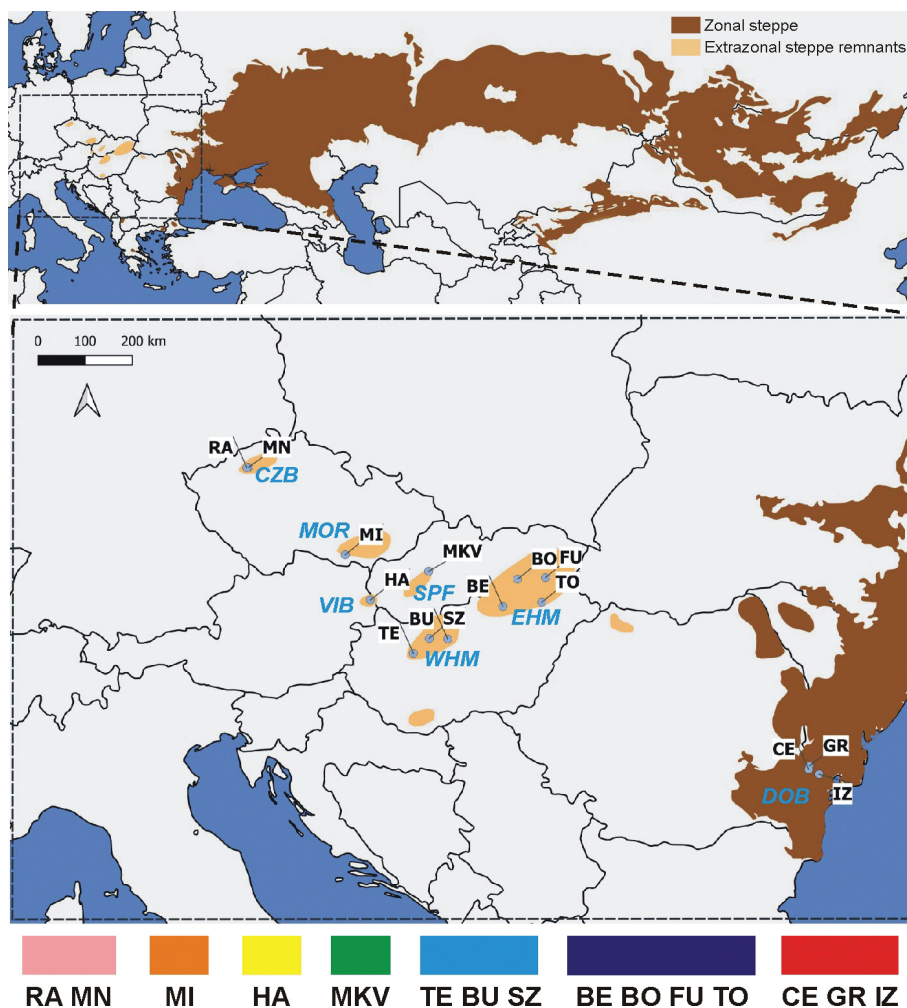 Zonal steppe
Extrazonal steppe remnants
0 100 200 km
RA MN
CZB
MOR MI
MKV BO FU
HA BE TO
VIB SPF
BU SZ EHM
TE
WHM
CE GR
DOB IZ
RA MN MI HA MKV TE BU SZ BE BO FU TO CE GR IZ